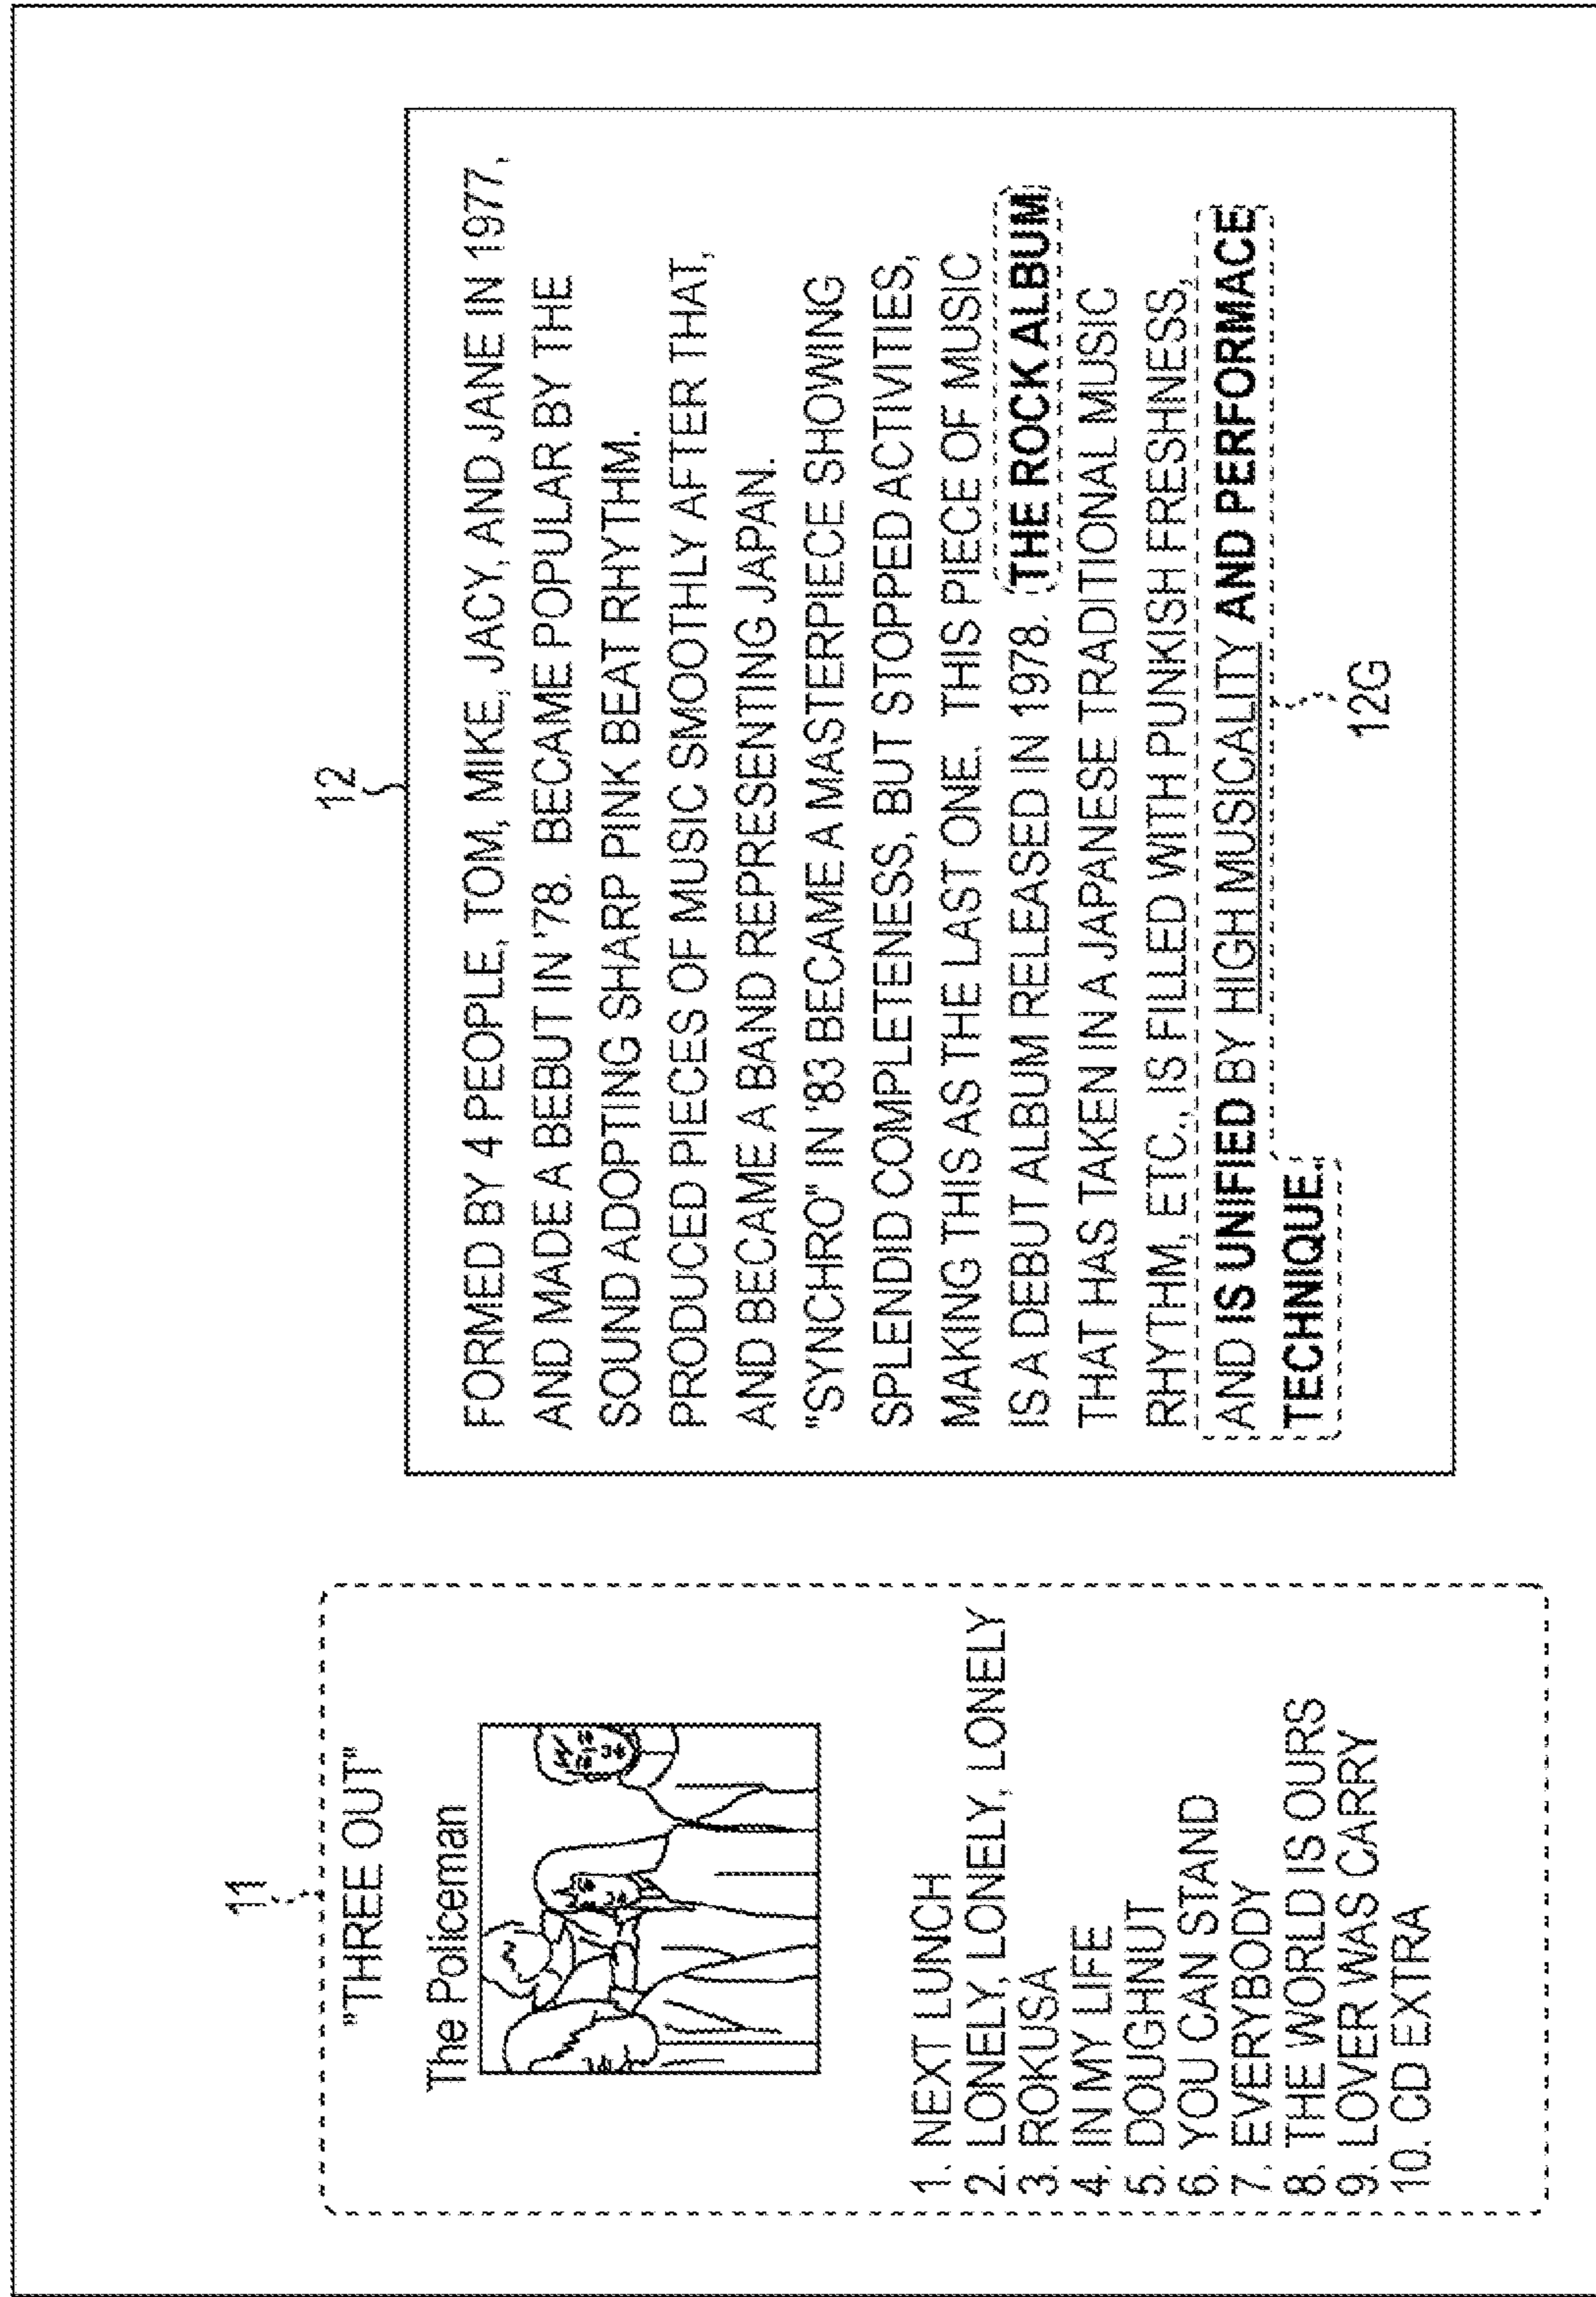 11
"THREE OUT"
The Policeman
1. NEXT LUNCH
2. LONELY, LONELY, LONELY
3. ROKUSA
4. IN MY LIFE
5. DOUGHNUT
6. YOU CAN STAND
7. EVERYBODY
8. THE WORLD IS OURS
9. LOVER WAS CARRY
10. CD EXTRA
12
FORMED BY 4 PEOPLE, TOM, MIKE, JACY, AND JANE IN 1977,
AND MADE A BEBUT IN '78. BECAME POPULAR BY THE
SOUND ADOPTING SHARP PINK BEAT RHYTHM.
PRODUCED PIECES OF MUSIC SMOOTHLY AFTER THAT,
AND BECAME A BAND REPRESENTING JAPAN.
"SYNCHRO" IN '83 BECAME A MASTERPIECE SHOWING
SPLENDID COMPLETENESS, BUT STOPPED ACTIVITIES,
MAKING THIS AS THE LAST ONE. THIS PIECE OF MUSIC
IS A DEBUT ALBUM RELEASED IN 1978. THE ROCK ALBUM
THAT HAS TAKEN IN A JAPANESE TRADITIONAL MUSIC
RHYTHM, ETC., IS FILLED WITH PUNKISH FRESHNESS,
AND IS UNIFIED BY HIGH MUSICALITY AND PERFORMACE
TECHNIQUE..
12G